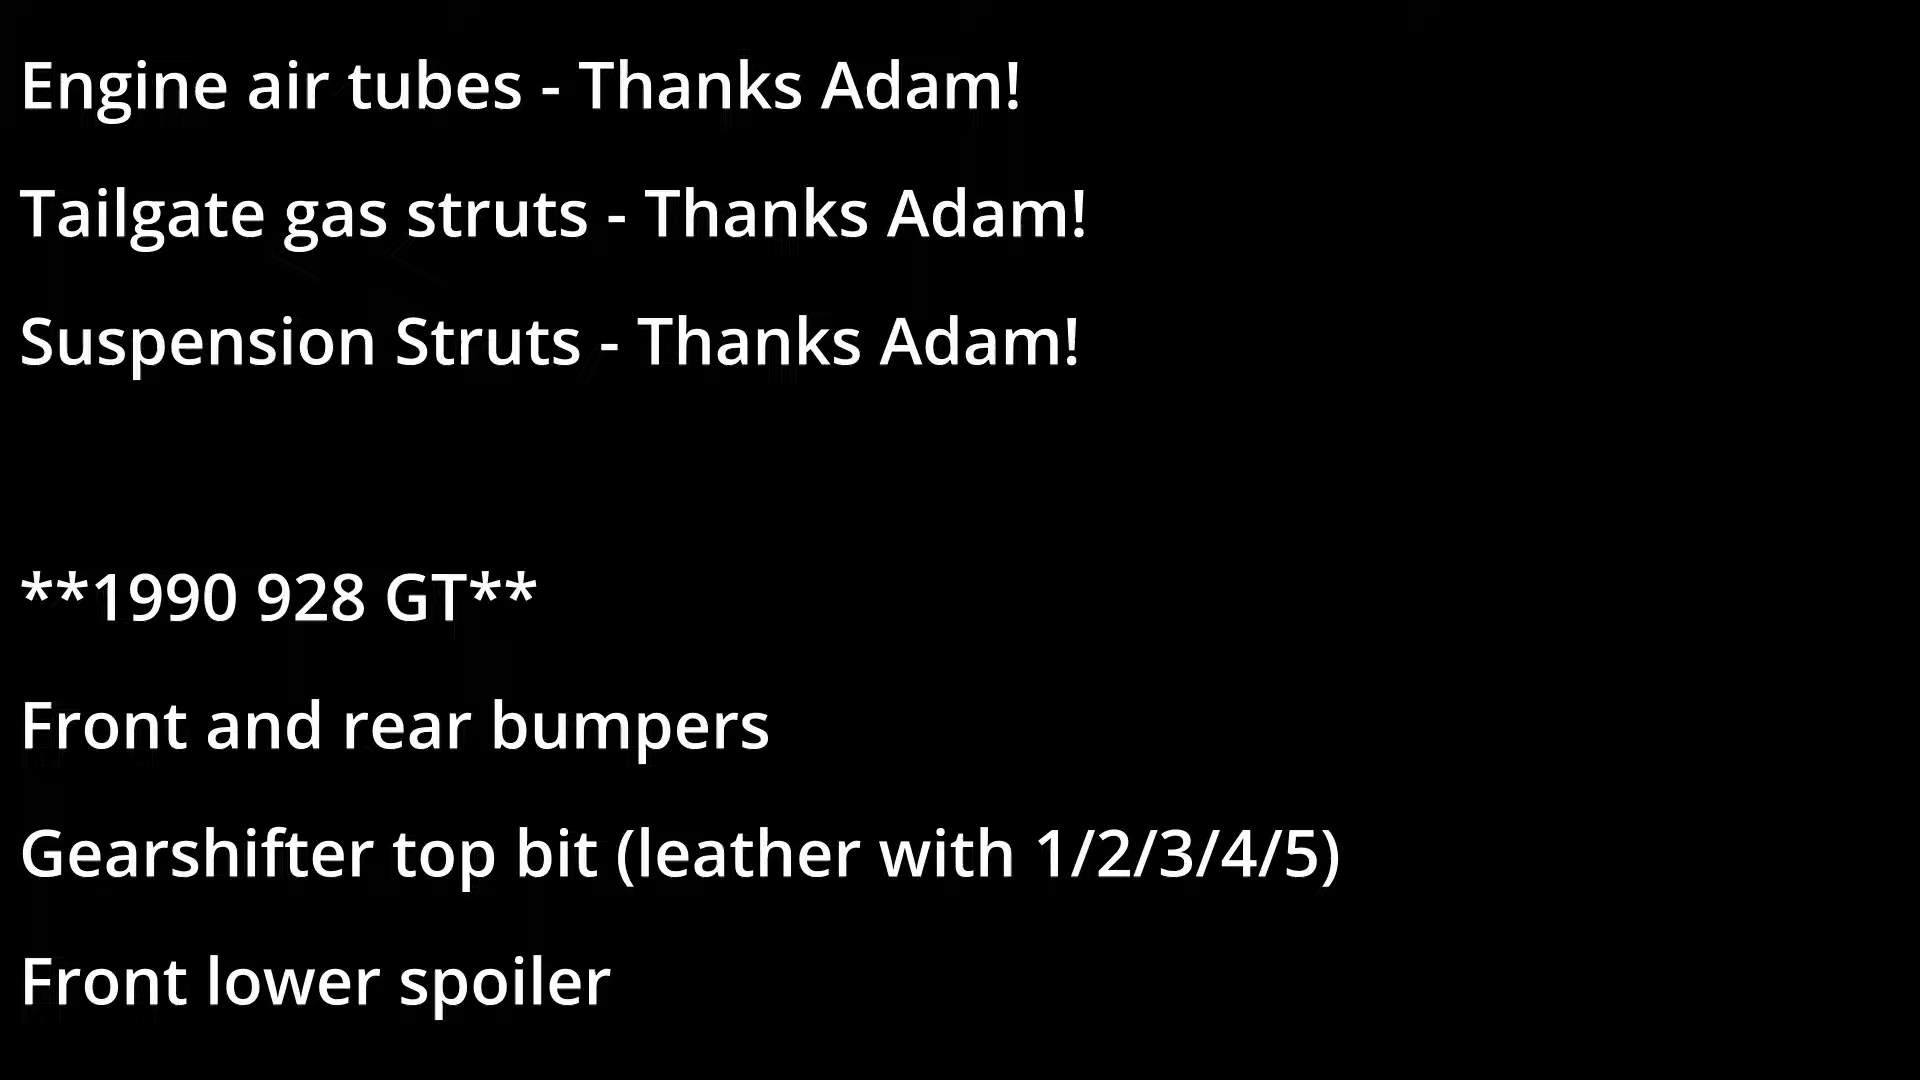 Engine air tubes - Thanks Adam!
Tailgate gas struts - Thanks Adam!
Suspension Struts - Thanks Adam!
**1990 928 GT**
Front and rear bumpers
Gearshifter top bit (leather with 1/2/3/4/5)
Front lower spoiler